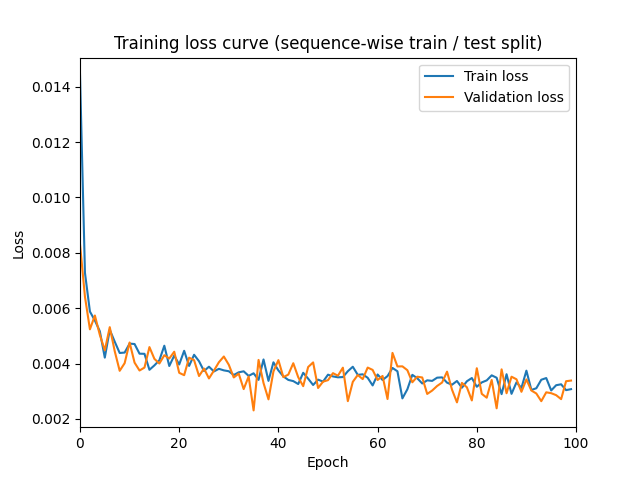 Training loss curve (sequence-wise train / test split)
Train loss
Validation loss
0.014
0.012
0.010
0.008
0.006
0.004
0.002
Loss
0 20 40 60 80 100
Epoch